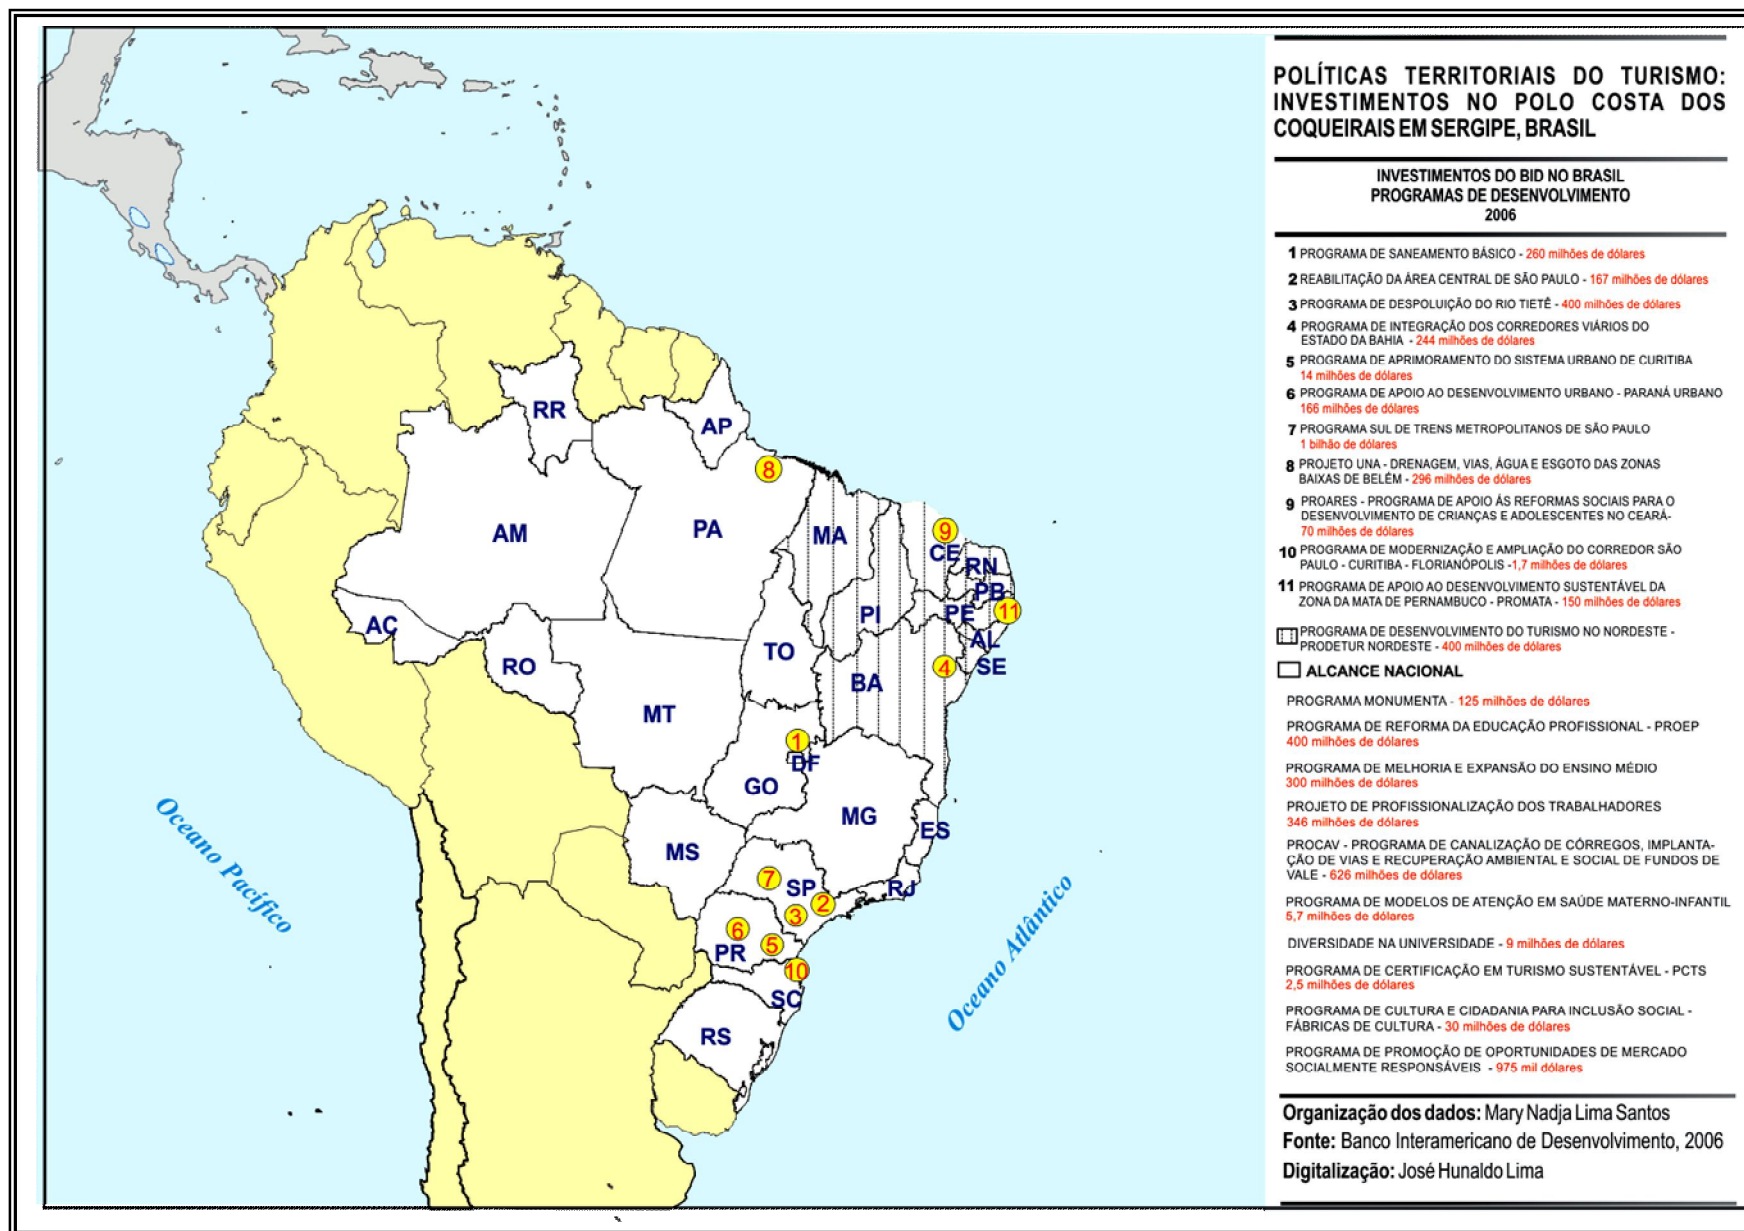 POLÍTICAS TERRITORIAIS DO TURISMO:
INVESTIMENTOS NO POLO COSTA DOS
COQUEIRAIS EM SERGIPE, BRASIL
INVESTIMENTOS DO BID NO BRASIL
PROGRAMAS DE DESENVOLVIMENTO
2006
1 PROGRAMA DE SANEAMENTO BÁSICO - 260 milhões de dólares
2 REABILITAÇÃO DA ÁREA CENTRAL DE SÃO PAULO - 167 milhões de dólares
3 PROGRAMA DE DESPOLUIÇÃO DO RIO TIETÊ - 400 milhões de dólares
4 PROGRAMA DE INTEGRAÇÃO DOS CORREDORES VIÁRIOS DO
ESTADO DA BAHIA - 244 milhões de dólares
5 PROGRAMA DE APRIMORAMENTO DO SISTEMA URBANO DE CURITIBA
14 milhões de dólares
6 PROGRAMA DE APOIO AO DESENVOLVIMENTO URBANO - PARANÁ URBANO
166 milhões de dólares
7 PROGRAMA SUL DE TRENS METROPOLITANOS DE SÃO PAULO
1 bilhão de dólares
8 PROJETO UNA - DRENAGEM, VIAS, ÁGUA E ESGOTO DAS ZONAS
BAIXAS DE BELÉM - 296 milhões de dólares
9 PROARES - PROGRAMA DE APOIO ÀS REFORMAS SOCIAIS PARA O
DESENVOLVIMENTO DE CRIANÇAS E ADOLESCENTES NO CEARÁ-
70 milhões de dólares
10 PROGRAMA DE MODERNIZAÇÃO E AMPLIAÇÃO DO CORREDOR SÃO
PAULO - CURITIBA - FLORIANÓPOLIS -1,7 milhões de dólares
11 PROGRAMA DE APOIO AO DESENVOLVIMENTO SUSTENTÁVEL DA
ZONA DA MATA DE PERNAMBUCO - PROMATA - 150 milhões de dólares
PROGRAMA DE DESENVOLVIMENTO DO TURISMO NO NORDESTE -
PRODETUR NORDESTE - 400 milhões de dólares
ALCANCE NACIONAL
PROGRAMA MONUMENTA - 125 milhões de dólares
PROGRAMA DE REFORMA DA EDUCAÇÃO PROFISSIONAL - PROEP
400 milhões de dólares
PROGRAMA DE MELHORIA E EXPANSÃO DO ENSINO MÉDIO
300 milhões de dólares
PROJETO DE PROFISSIONALIZAÇÃO DOS TRABALHADORES
346 milhões de dólares
PROCAV - PROGRAMA DE CANALIZAÇÃO DE CÓRREGOS, IMPLANTA-
ÇÃO DE VIAS E RECUPERAÇÃO AMBIENTAL E SOCIAL DE FUNDOS DE
VALE - 626 milhões de dólares
PROGRAMA DE MODELOS DE ATENÇÃO EM SAÚDE MATERNO-INFANTIL
5,7 milhões de dólares
DIVERSIDADE NA UNIVERSIDADE - 9 milhões de dólares
PROGRAMA DE CERTIFICAÇÃO EM TURISMO SUSTENTÁVEL - PCTS
2,5 milhões de dólares
PROGRAMA DE CULTURA E CIDADANIA PARA INCLUSÃO SOCIAL -
FÁBRICAS DE CULTURA - 30 milhões de dólares
PROGRAMA DE PROMOÇÃO DE OPORTUNIDADES DE MERCADO
SOCIALMENTE RESPONSÁVEIS - 975 mil dólares
Organização dos dados: Mary Nadja Lima Santos
Fonte: Banco Interamericano de Desenvolvimento, 2006
Digitalização: José Hunaldo Lima
RR
AP
8
AM
PA
MA
9
CE
RN
PB
11
PE
PI
AC
AL
TO
RO
4
SE
BA
MT
1
DF
GO
MG
ES
MS
7
SP
RJ
2
3
6
5
PR
10
SC
RS
Oceano Pacífico
Oceano Atlântico